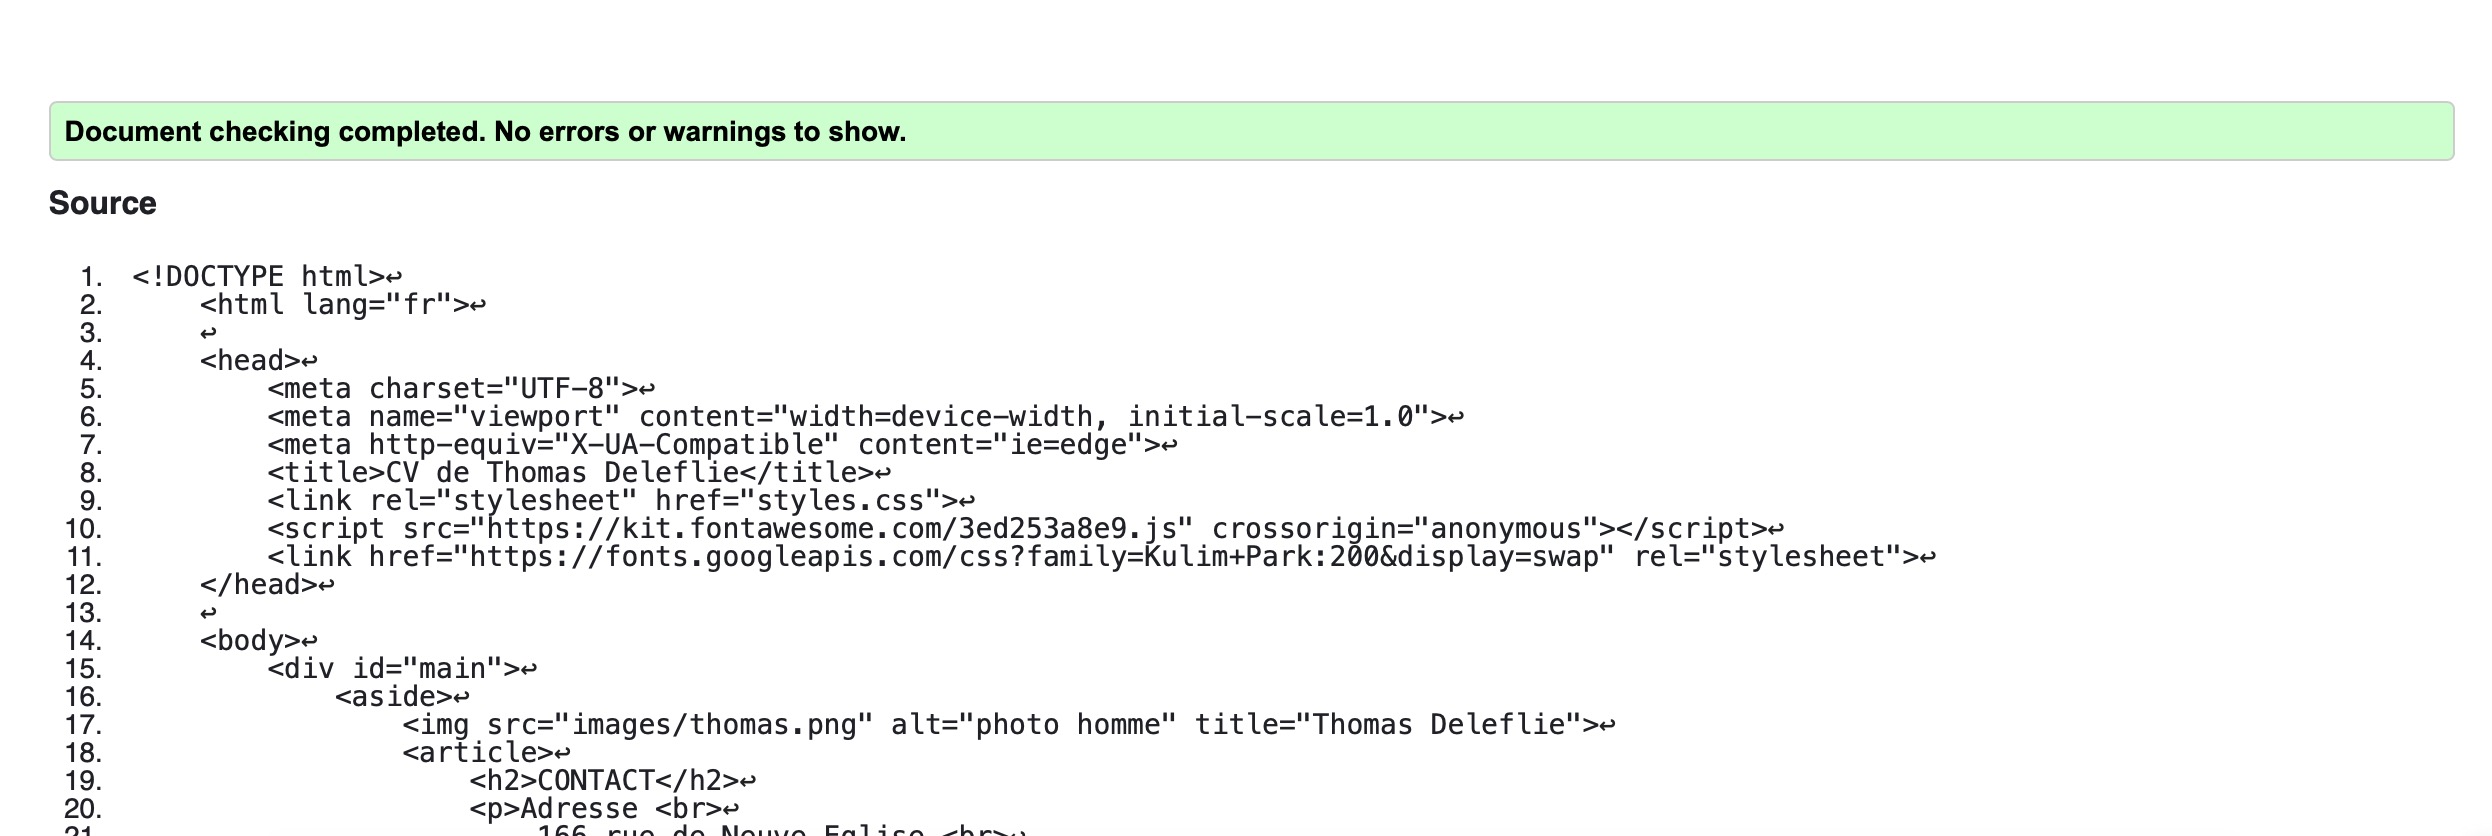 Document checking completed. No errors or warnings to show.
Source
1. <!DOCTYPE html>↩
2. <html lang="fr">↩
3. ↩
4. <head>↩
5. <meta charset="UTF-8">↩
6. <meta name="viewport" content="width=device-width, initial-scale=1.0">↩
7. <meta http-equiv="X-UA-Compatible" content="ie=edge">↩
8. <title>CV de Thomas Deleflie</title>↩
9. <link rel="stylesheet" href="styles.css">↩
10. <script src="https://kit.fontawesome.com/3ed253a8e9.js" crossorigin="anonymous"></script>↩
11. <link href="https://fonts.googleapis.com/css?family=Kulim+Park:200&display=swap" rel="stylesheet">↩
12. </head>↩
13. ↩
14. <body>↩
15. <div id="main">↩
16. <aside>↩
17. <img src="images/thomas.png" alt="photo homme" title="Thomas Deleflie">↩
18. <article>↩
19. <h2>CONTACT</h2>↩
20. <p>Adresse <br>↩
21. 166 rue de Neuve Eglise <br>↩